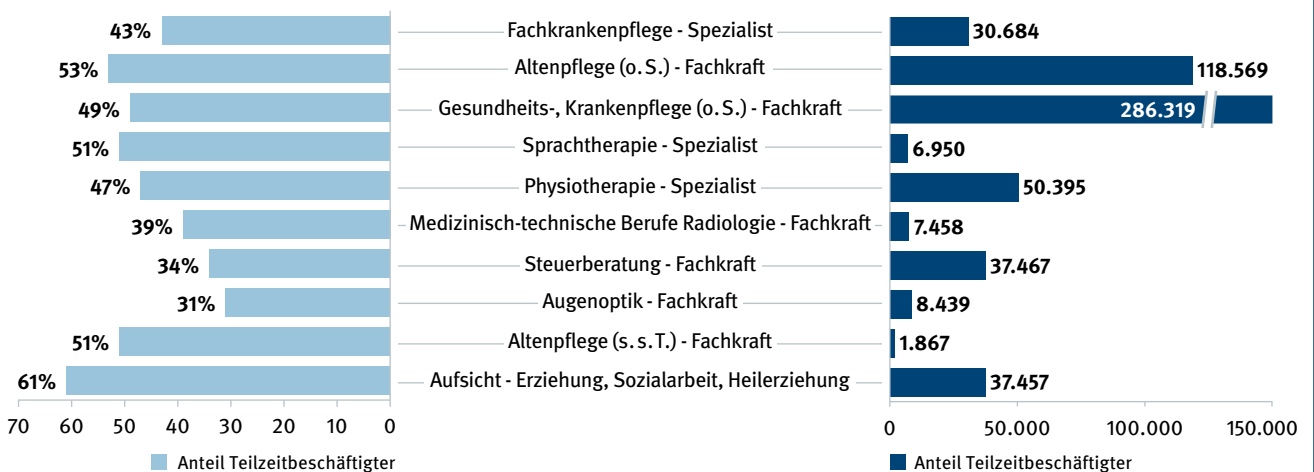 43% Fachkrankenpflege - Spezialist 30.684
53% Altenpflege (o. S.) - Fachkraft 118.569
49% Gesundheits-, Krankenpflege (o. S.) - Fachkraft 286.319
51% Sprachtherapie - Spezialist 6.950
47% Physiotherapie - Spezialist 50.395
39% Medizinisch-technische Berufe Radiologie - Fachkraft 7.458
34% Steuerberatung - Fachkraft 37.467
31% Augenoptik - Fachkraft 8.439
51% Altenpflege (s. s. T.) - Fachkraft 1.867
61% Aufsicht - Erziehung, Sozialarbeit, Heilerziehung 37.457
70 60 50 40 30 20 10 0 0 50.000 100.000 150.000
Anteil Teilzeitbeschäftigter Anteil Teilzeitbeschäftigter